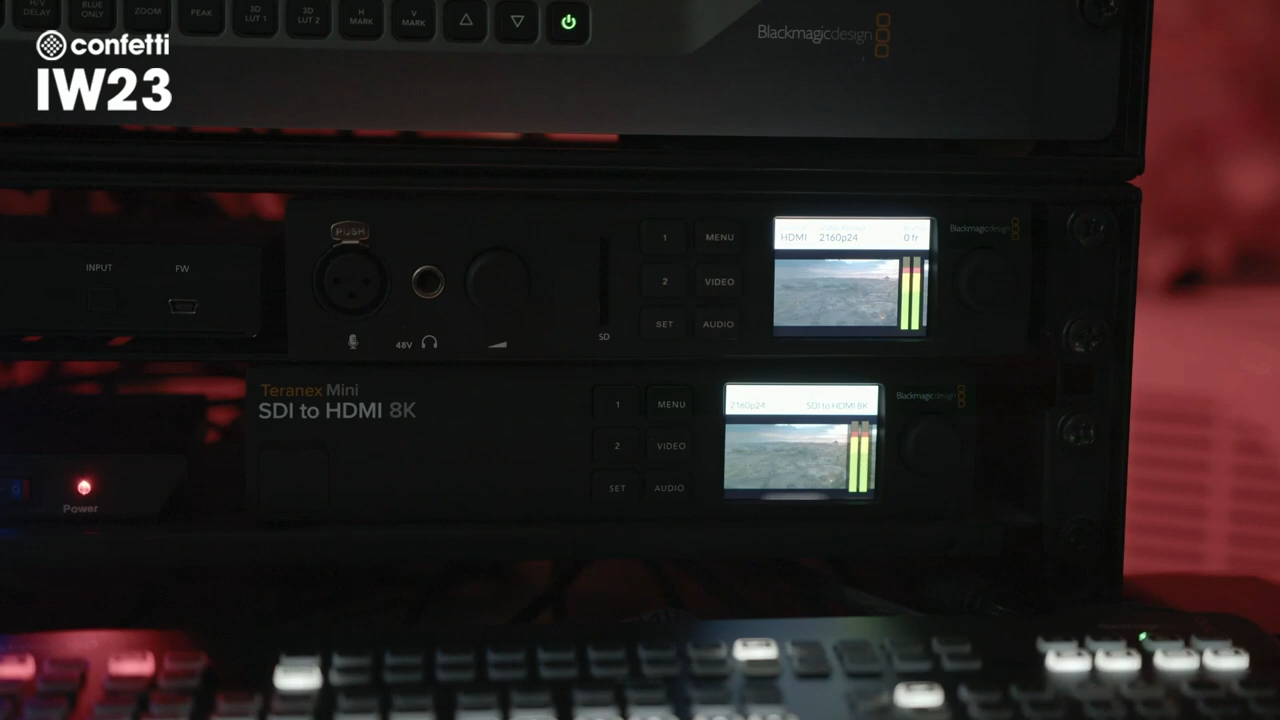 H/V DELAY
BLUE ONLY
ZOOM
PEAK
3D LUT 1
3D LUT 2
H MARK
V MARK
Blackmagicdesign
confetti
IW23
PUSH
INPUT
FW
48V
SD
1
MENU
2
VIDEO
SET
AUDIO
HDMI
2160p24
0 fr
Blackmagicdesign
Teranex Mini
SDI to HDMI 8K
1
MENU
2
VIDEO
SET
AUDIO
2160p24
SDI to HDMI 8K
Blackmagicdesign
Power